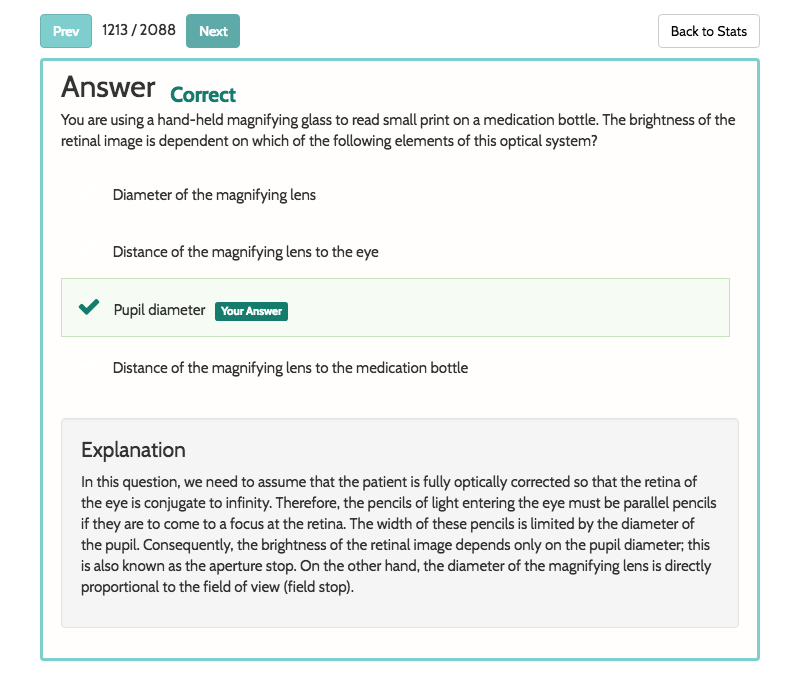 Prev 1213 / 2088 Next Back to Stats
Answer Correct
You are using a hand-held magnifying glass to read small print on a medication bottle. The brightness of the
retinal image is dependent on which of the following elements of this optical system?
Diameter of the magnifying lens
Distance of the magnifying lens to the eye
Pupil diameter Your Answer
Distance of the magnifying lens to the medication bottle
Explanation
In this question, we need to assume that the patient is fully optically corrected so that the retina of
the eye is conjugate to infinity. Therefore, the pencils of light entering the eye must be parallel pencils
if they are to come to a focus at the retina. The width of these pencils is limited by the diameter of
the pupil. Consequently, the brightness of the retinal image depends only on the pupil diameter; this
is also known as the aperture stop. On the other hand, the diameter of the magnifying lens is directly
proportional to the field of view (field stop).